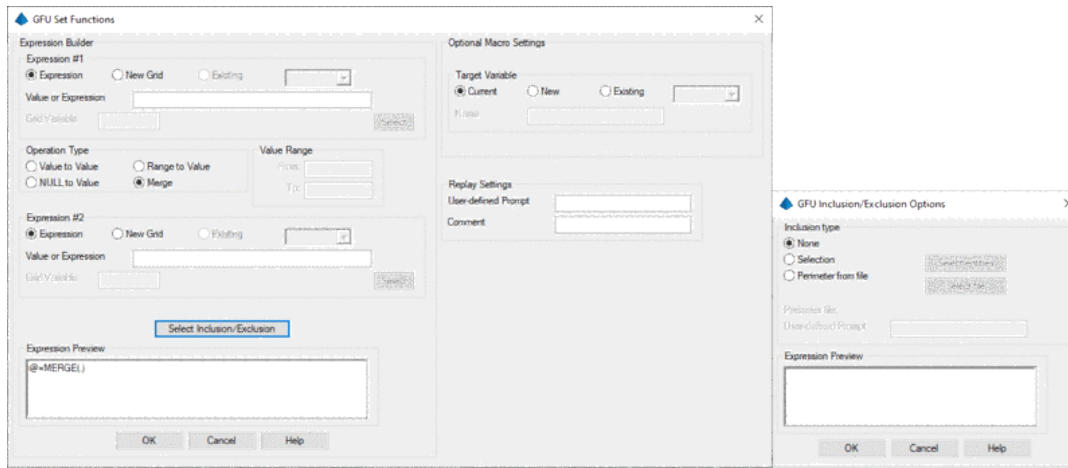 GFU Set Functions
Expression Builder
Expression #1
Expression New Grid Existing
Value or Expression
Grid Variable Select
Operation Type
Value to Value Range to Value
NULL to Value Merge
Value Range
From:
To:
Expression #2
Expression New Grid Existing
Value or Expression
Grid Variable Select
Select Inclusion/Exclusion
Expression Preview
@=MERGE(,)
OK Cancel Help
Optional Macro Settings
Target Variable
Current New Existing
Name
Replay Settings
User-defined Prompt
Comment
GFU Inclusion/Exclusion Options
Inclusion type
None
Selection Select entities
Perimeter from file Select file
Perimeter file:
User-defined Prompt
Expression Preview
OK Cancel Help